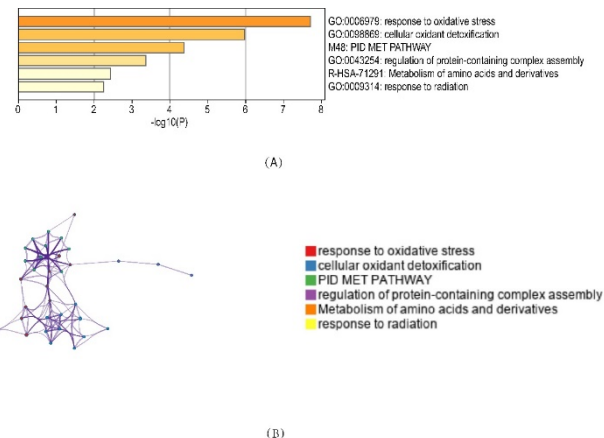 GO:0006979: response to oxidative stress
GO:0098869: cellular oxidant detoxification
M48: PID MET PATHWAY
GO:0043254: regulation of protein-containing complex assembly
R-HSA-71291: Metabolism of amino acids and derivatives
GO:0009314: response to radiation
0 1 2 3 4 5 6 7 8
-log10(P)
(A)
response to oxidative stress
cellular oxidant detoxification
PID MET PATHWAY
regulation of protein-containing complex assembly
Metabolism of amino acids and derivatives
response to radiation
(B)